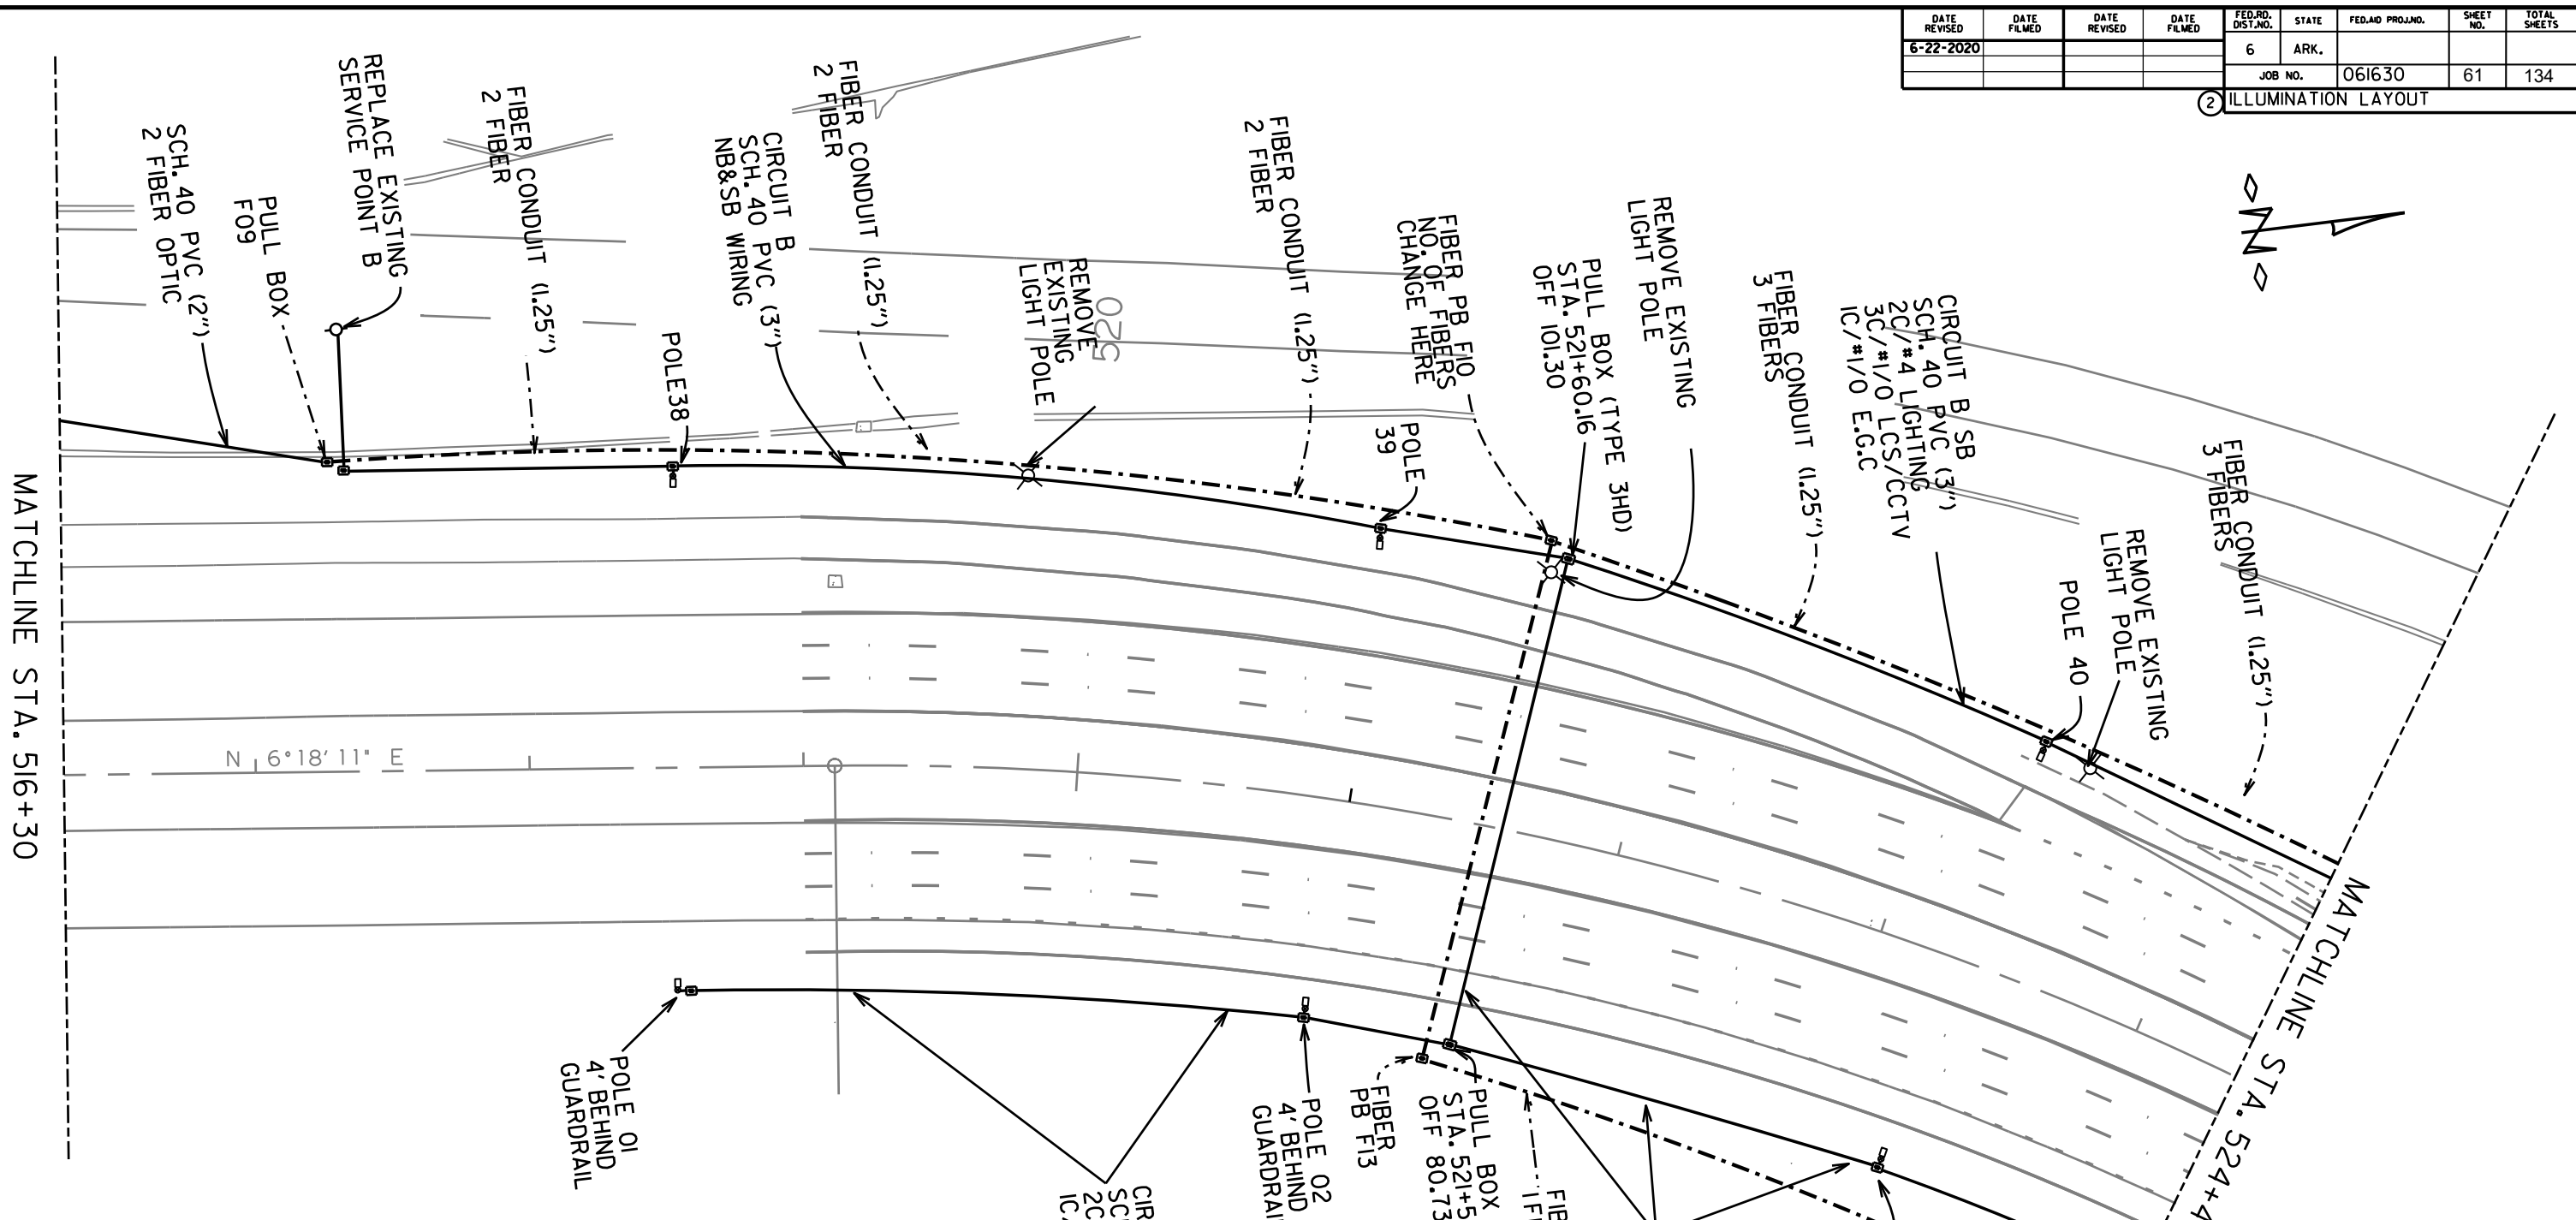 DATE REVISED
DATE FILMED
DATE REVISED
DATE FILMED
FED.RD. DIST.NO.
STATE
FED.AID PROJ.NO.
SHEET NO.
TOTAL SHEETS
6-22-2020
6
ARK.
JOB NO.
061630
61
134
2
ILLUMINATION LAYOUT
N
MATCHLINE STA. 516+30
SCH. 40 PVC (2")
2 FIBER OPTIC
PULL BOX
F09
REPLACE EXISTING
SERVICE POINT B
FIBER CONDUIT (1.25")
2 FIBER
POLE38
CIRCUIT B
SCH. 40 PVC (3")
NB&SB WIRING
FIBER CONDUIT (1.25")
2 FIBER
REMOVE
EXISTING
LIGHT POLE
520
FIBER CONDUIT (1.25")
2 FIBER
POLE
39
FIBER PB F10
NO. OF FIBERS
CHANGE HERE
PULL BOX (TYPE 3HD)
STA. 521+60.16
OFF 101.30
REMOVE EXISTING
LIGHT POLE
FIBER CONDUIT (1.25")
3 FIBERS
CIRCUIT B SB
SCH. 40 PVC (3")
2C/#4 LIGHTING
3C/#1/0 LCS/CCTV
1C/#1/0 E.G.C
POLE 40
REMOVE EXISTING
LIGHT POLE
FIBER CONDUIT (1.25")
3 FIBERS
N 6°18'11" E
POLE 01
4' BEHIND
GUARDRAIL
CIR
SC
2C
1C
POLE 02
4' BEHIND
GUARDRAI
FIBER
PB F13
PULL BOX
STA. 521+5
OFF 80.73
FIB
MATCHLINE STA. 524+4